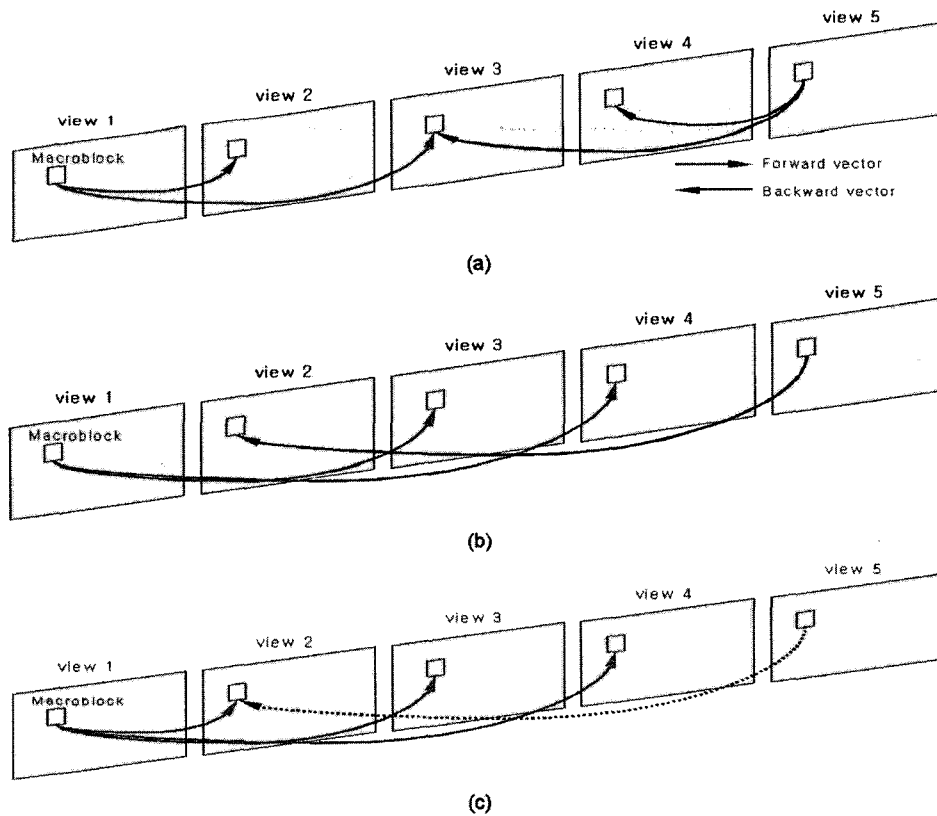 view 5
view 4
view 3
view 2
view 1
Macroblock
Forward vector
Backward vector
(a)
view 5
view 4
view 3
view 2
view 1
Macroblock
(b)
view 5
view 4
view 3
view 2
view 1
Macroblock
(c)